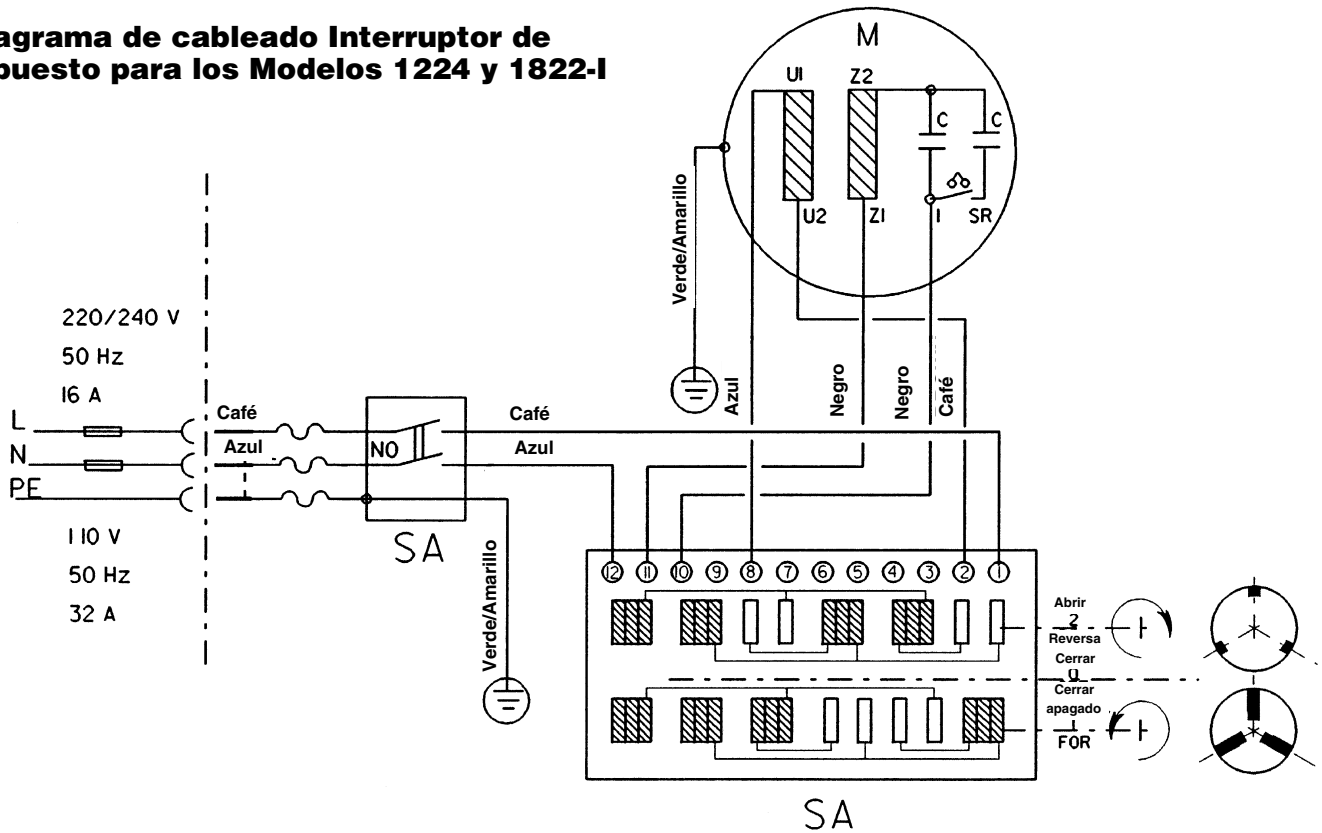 agrama de cableado Interruptor de
puesto para los Modelos 1224 y 1822-I
M
U1
Z2
C
C
U2
Z1
1
SR
Verde/Amarillo
220/240 V
50 Hz
16 A
Azul
Negro
Negro
Café
L
Café
Café
N
Azul
NO
Azul
PE
110 V
50 Hz
32 A
SA
Verde/Amarillo
12 11 10 9 8 7 6 5 4 3 2 1
Abrir
2
Reversa
Cerrar
0
Cerrar
apagado
1
FOR
SA